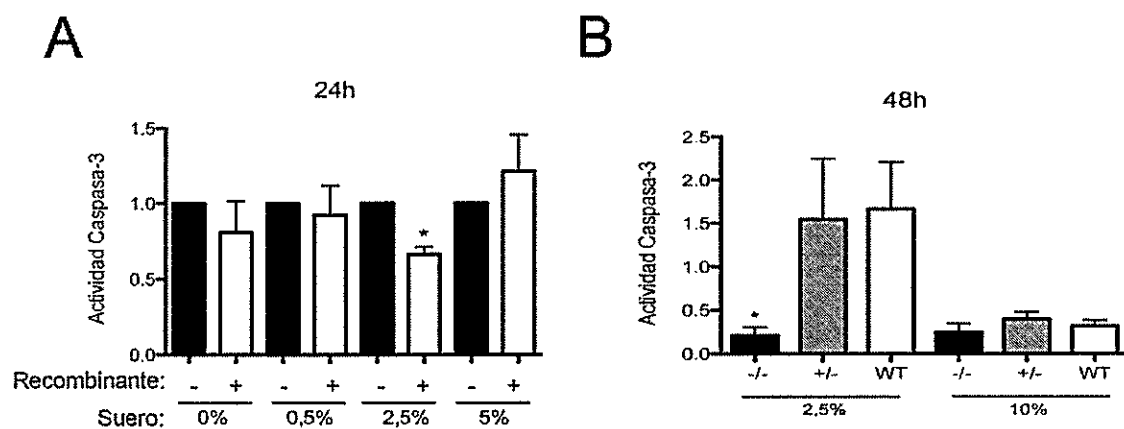 A
24h
Actividad Caspasa-3
1.5
1.0
0.5
0.0
*
Recombinante: - + - + - + - +
Suero: 0% 0,5% 2,5% 5%
B
48h
Actividad Caspasa-3
2.5
2.0
1.5
1.0
0.5
0.0
*
-/- +/- WT -/- +/- WT
2,5% 10%